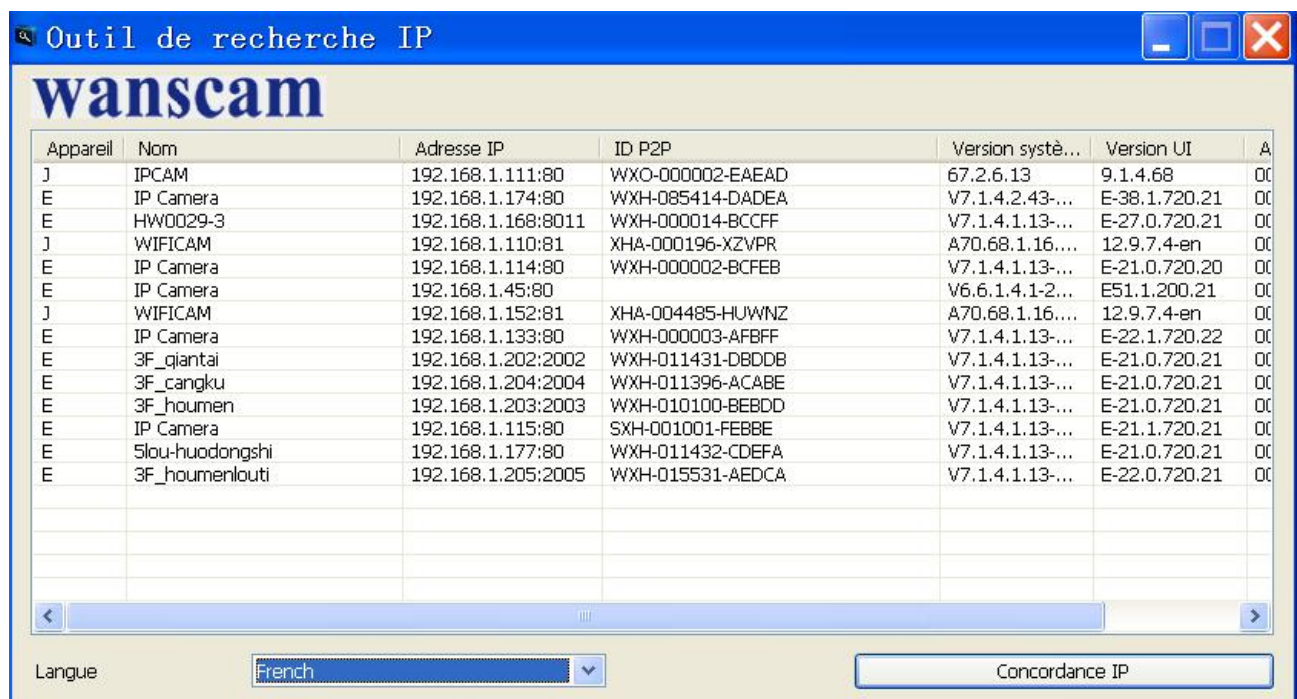 Outil de recherche IP
wanscam
Appareil Nom Adresse IP ID P2P Version systè... Version UI A
J IPCAM 192.168.1.111:80 WXO-000002-EAEAD 67.2.6.13 9.1.4.68 00
E IP Camera 192.168.1.174:80 WXH-085414-DADEA V7.1.4.2.43-... E-38.1.720.21 00
E HW0029-3 192.168.1.168:8011 WXH-000014-BCCFF V7.1.4.1.13-... E-27.0.720.21 00
J WIFICAM 192.168.1.110:81 XHA-000196-XZVPR A70.68.1.16.... 12.9.7.4-en 00
E IP Camera 192.168.1.114:80 WXH-000002-BCFEB V7.1.4.1.13-... E-21.0.720.20 00
E IP Camera 192.168.1.45:80 V6.6.1.4.1-2... E51.1.200.21 00
J WIFICAM 192.168.1.152:81 XHA-004485-HUWNZ A70.68.1.16.... 12.9.7.4-en 00
E IP Camera 192.168.1.133:80 WXH-000003-AFBFF V7.1.4.1.13-... E-22.1.720.22 00
E 3F_qiantai 192.168.1.202:2002 WXH-011431-DBDDB V7.1.4.1.13-... E-21.0.720.21 00
E 3F_cangku 192.168.1.204:2004 WXH-011396-ACABE V7.1.4.1.13-... E-21.0.720.21 00
E 3F_houmen 192.168.1.203:2003 WXH-010100-BEBDD V7.1.4.1.13-... E-21.0.720.21 00
E IP Camera 192.168.1.115:80 SXH-001001-FEBBE V7.1.4.1.13-... E-21.1.720.21 00
E 5lou-huodongshi 192.168.1.177:80 WXH-011432-CDEFA V7.1.4.1.13-... E-21.0.720.21 00
E 3F_houmenlouti 192.168.1.205:2005 WXH-015531-AEDCA V7.1.4.1.13-... E-22.0.720.21 00
Langue French Concordance IP